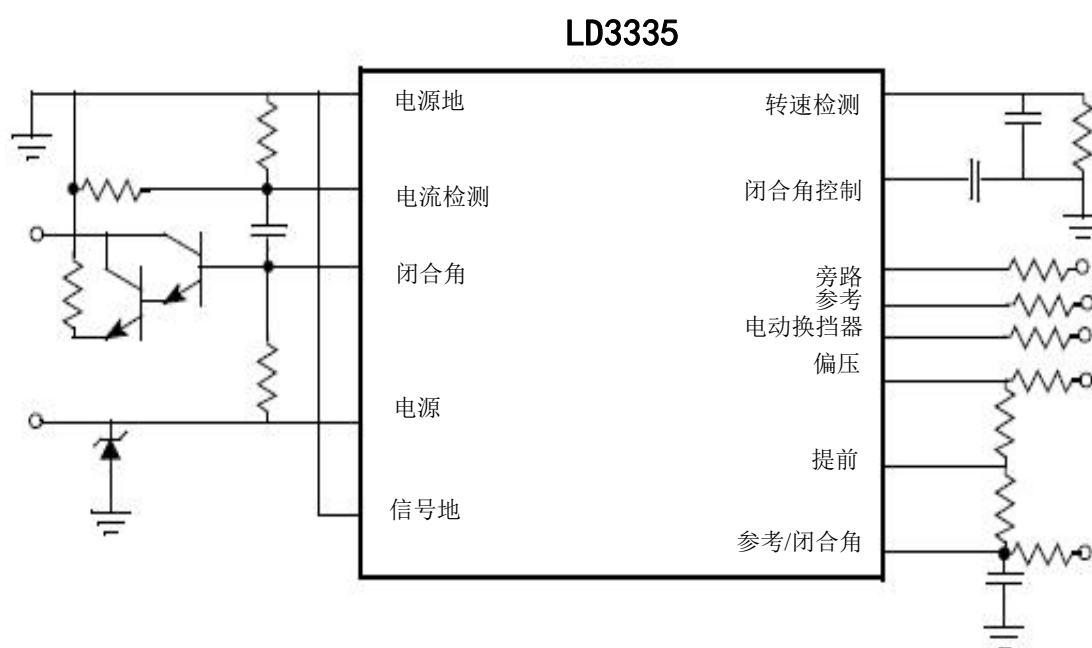 LD3335
电源地
电流检测
闭合角
电源
信号地
转速检测
闭合角控制
旁路
参考
电动换挡器
偏压
提前
参考/闭合角